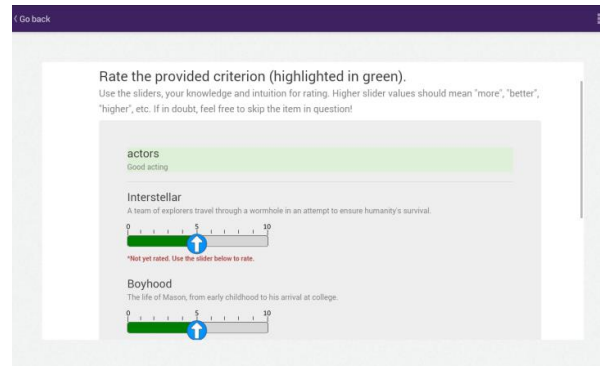 Go back
Rate the provided criterion (highlighted in green).
Use the sliders, your knowledge and intuition for rating. Higher slider values should mean "more", "better",
"higher", etc. If in doubt, feel free to skip the item in question!
actors
Good acting
Interstellar
A team of explorers travel through a wormhole in an attempt to ensure humanity's survival.
0 5 10
*Not yet rated. Use the slider below to rate.
Boyhood
The life of Mason, from early childhood to his arrival at college.
0 5 10